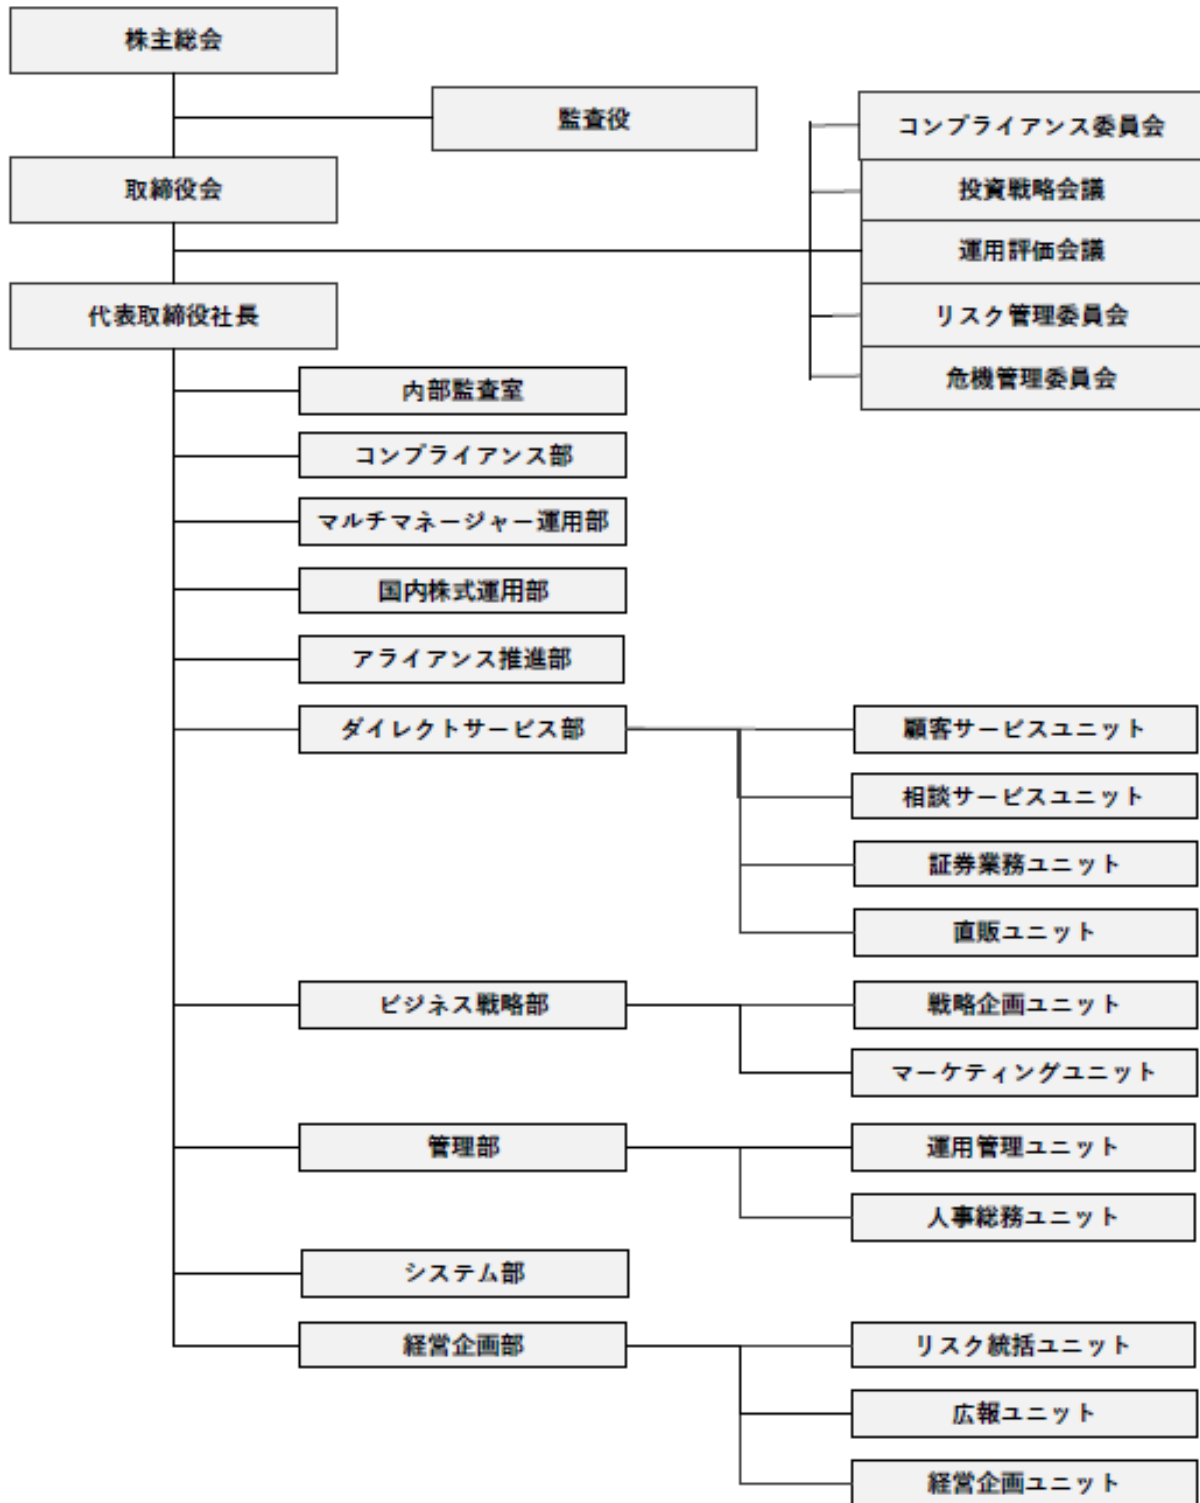 株主総会
監査役
コンプライアンス委員会
取締役会
投資戦略会議
運用評価会議
代表取締役社長
リスク管理委員会
危機管理委員会
内部監査室
コンプライアンス部
マルチマネージャー運用部
国内株式運用部
アライアンス推進部
ダイレクトサービス部
顧客サービスユニット
相談サービスユニット
証券業務ユニット
直販ユニット
ビジネス戦略部
戦略企画ユニット
マーケティングユニット
管理部
運用管理ユニット
人事総務ユニット
システム部
経営企画部
リスク統括ユニット
広報ユニット
経営企画ユニット